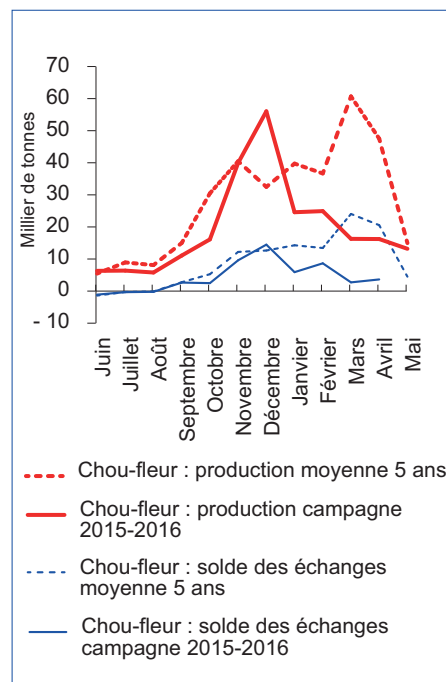 Millier de tonnes
70
60
50
40
30
20
10
0
- 10
Juin
Juillet
Août
Septembre
Octobre
Novembre
Décembre
Janvier
Février
Mars
Avril
Mai
Chou-fleur : production moyenne 5 ans
Chou-fleur : production campagne
2015-2016
Chou-fleur : solde des échanges
moyenne 5 ans
Chou-fleur : solde des échanges
campagne 2015-2016